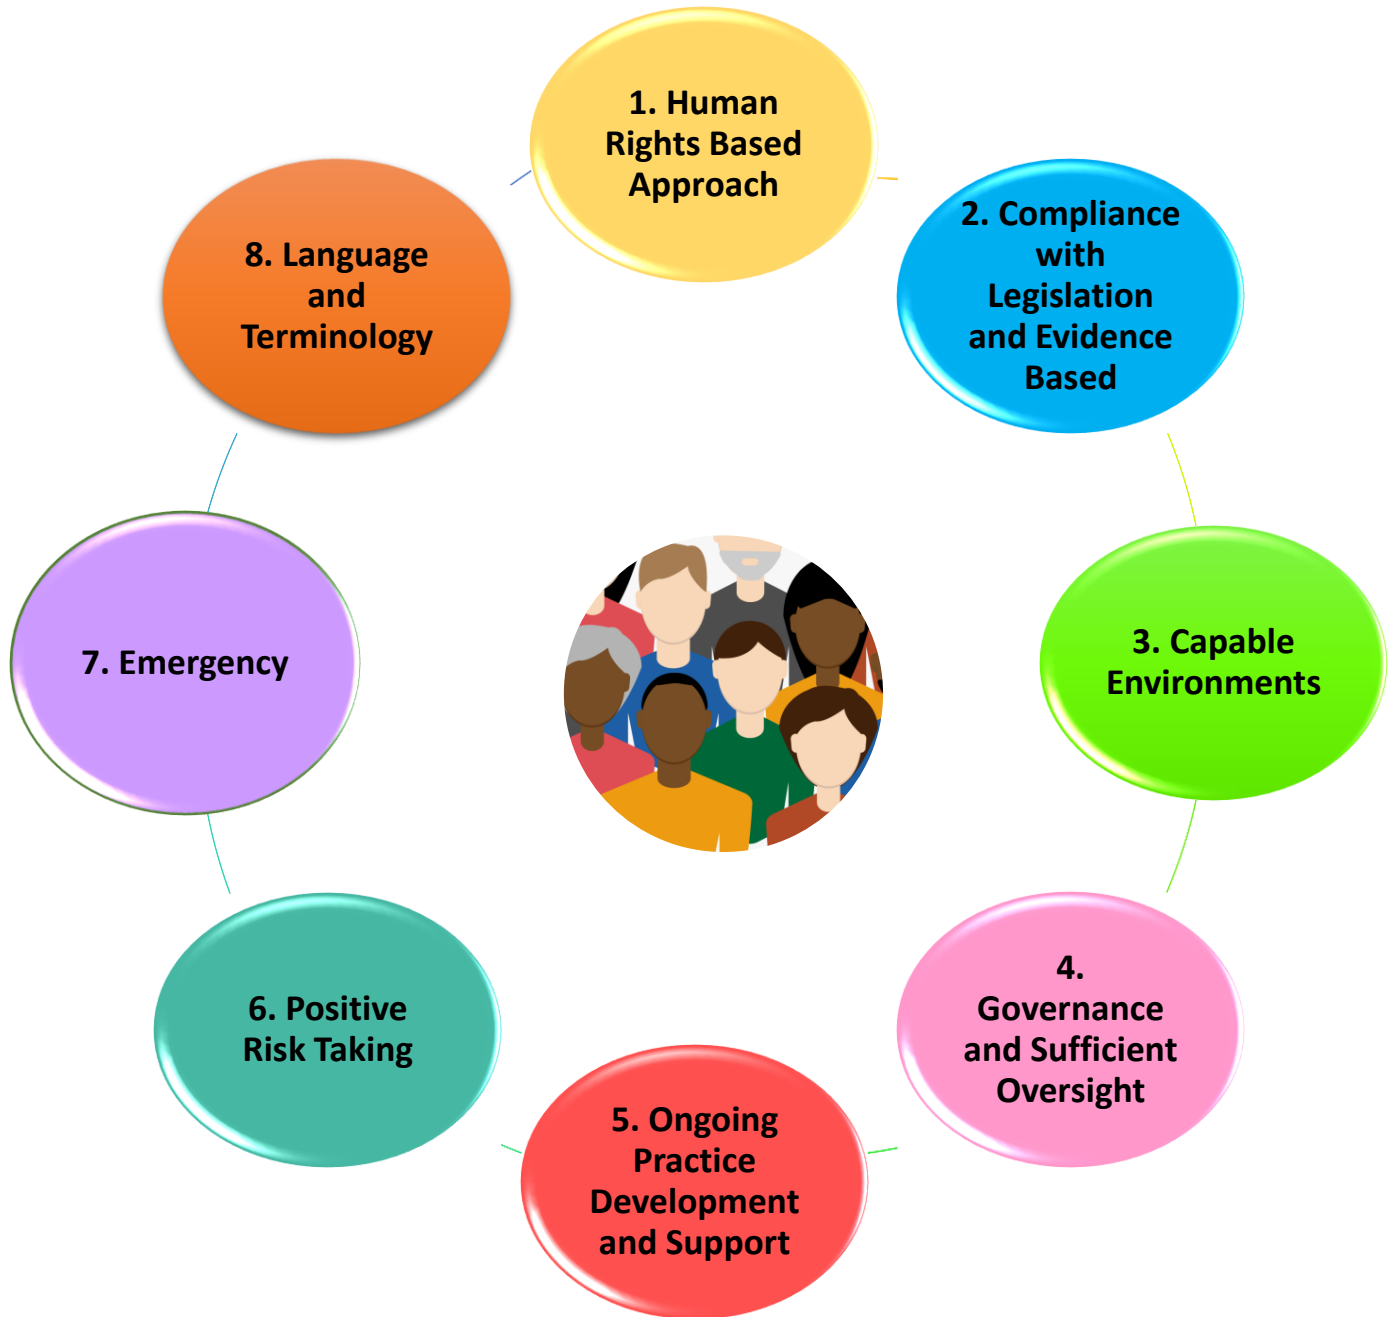 1. Human
Rights Based
Approach
2. Compliance
with
Legislation
and Evidence
Based
3. Capable
Environments
4.
Governance
and Sufficient
Oversight
5. Ongoing
Practice
Development
and Support
6. Positive
Risk Taking
7. Emergency
8. Language
and
Terminology